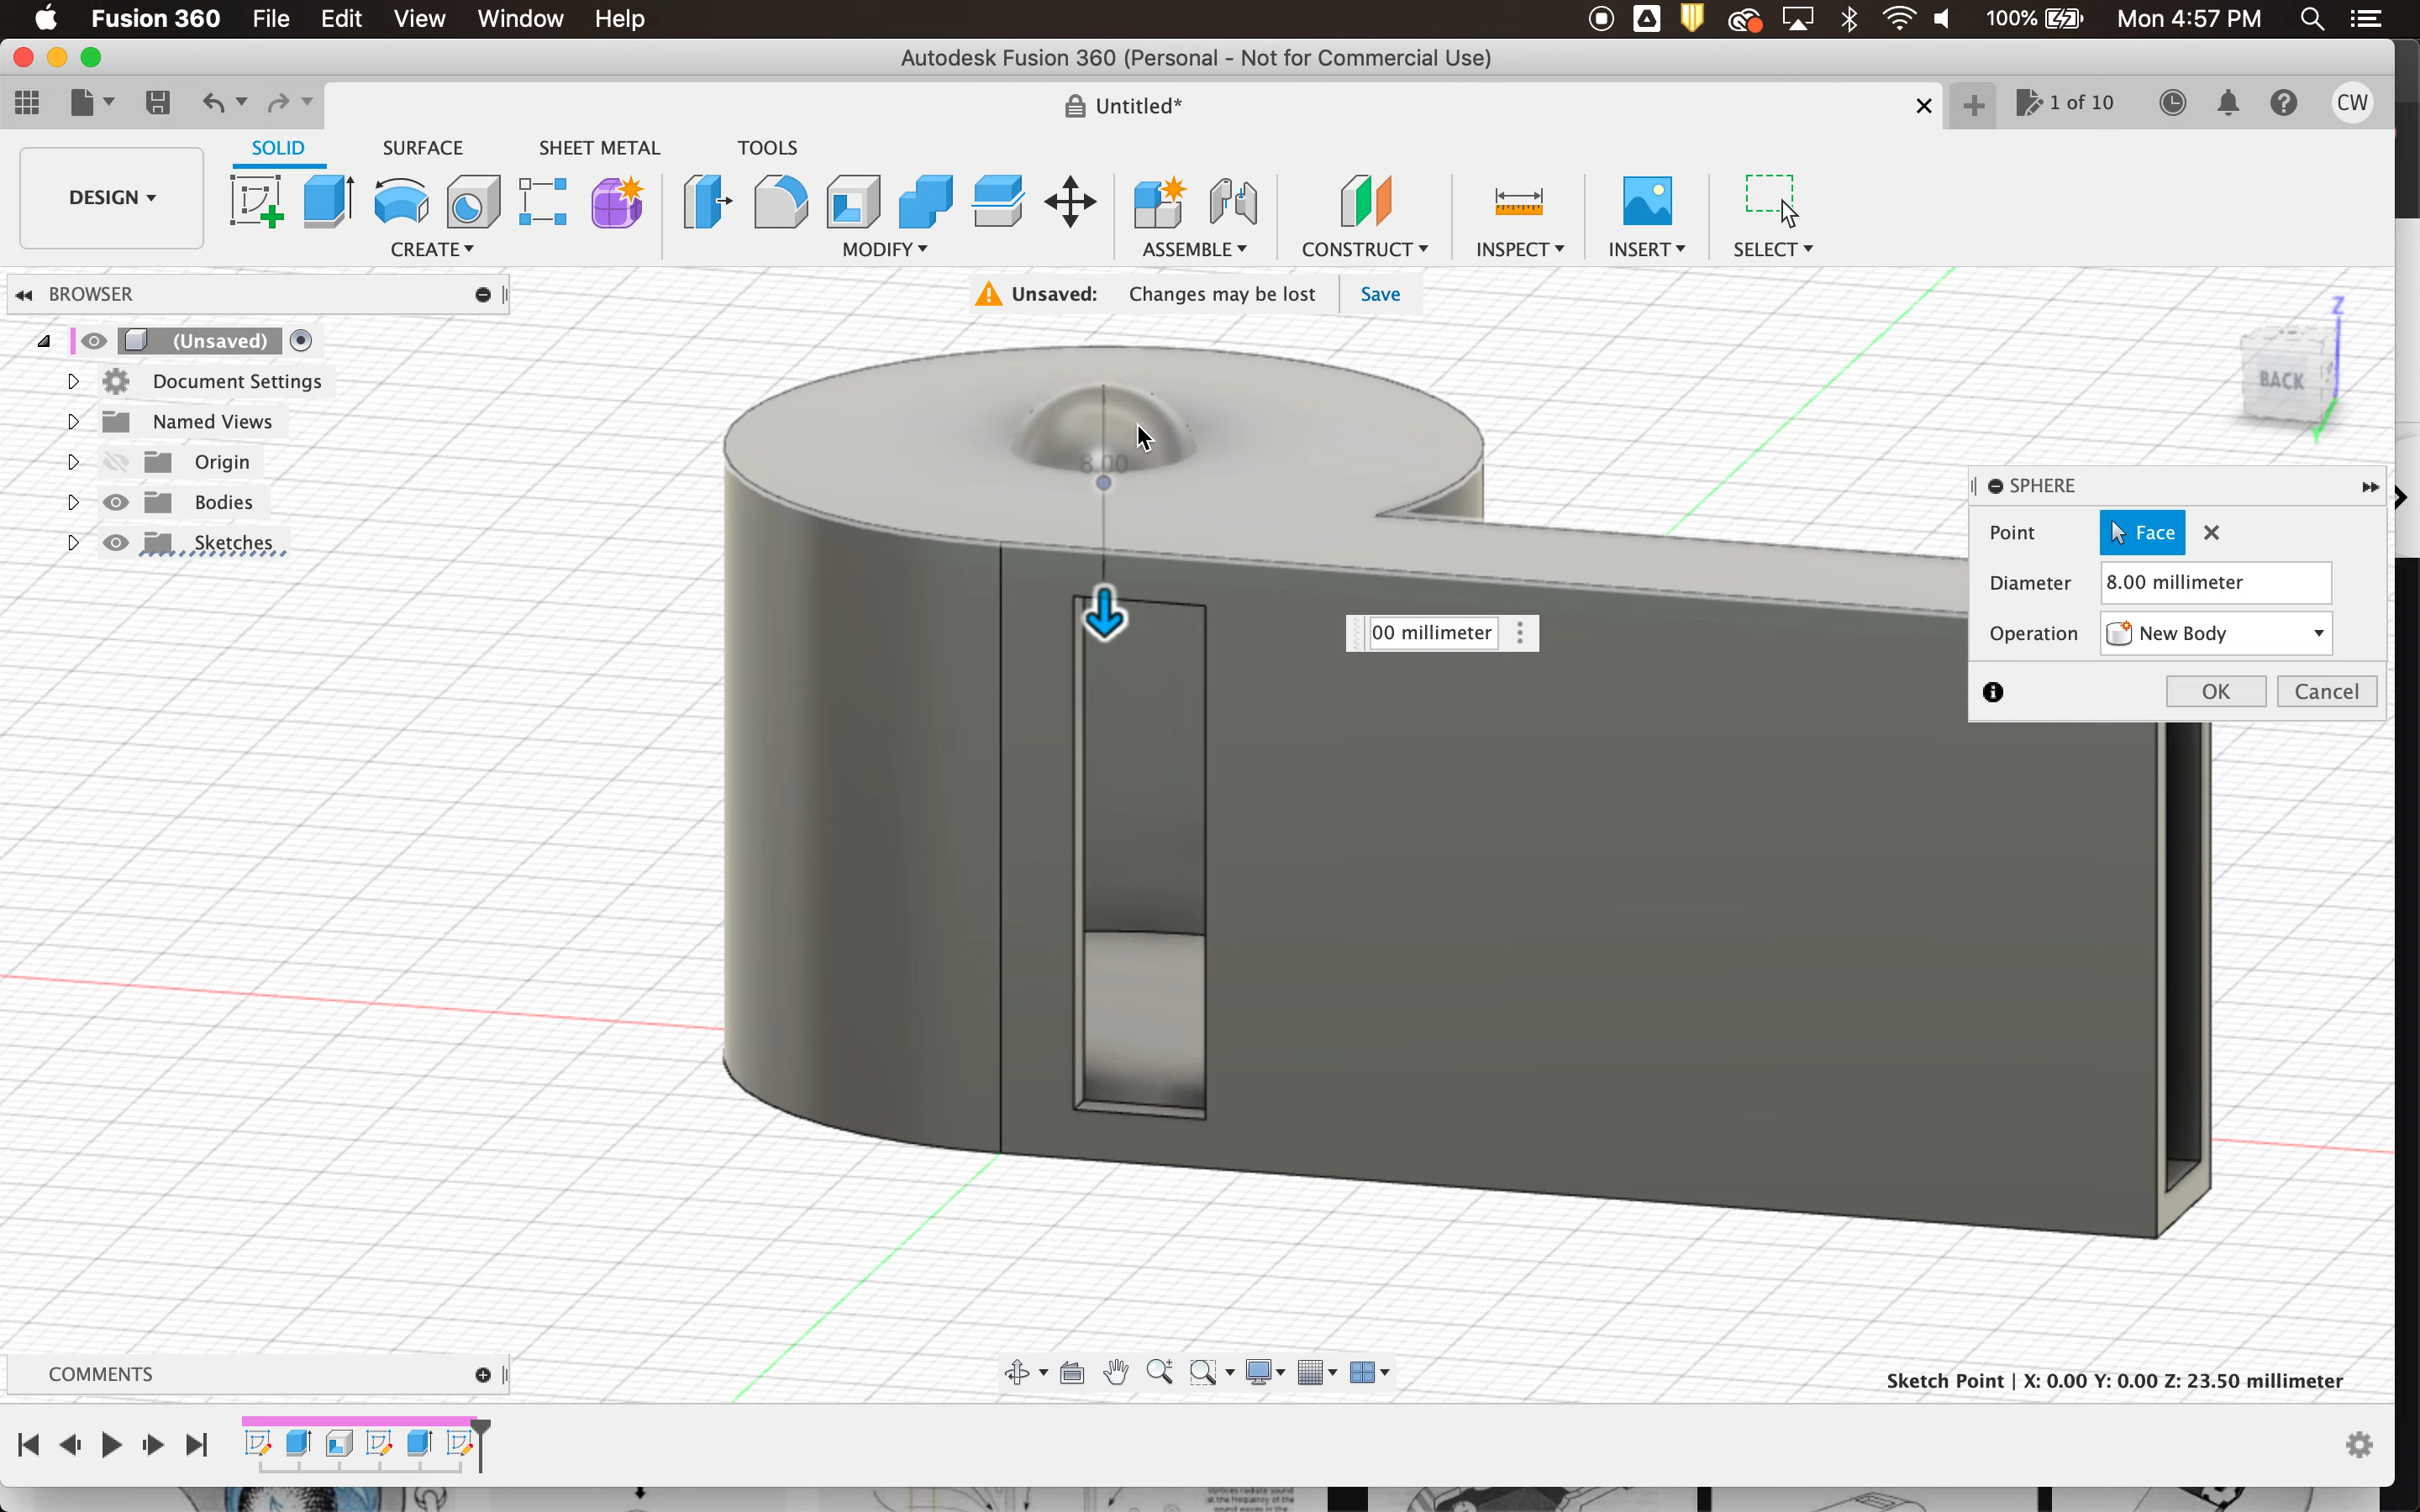 Fusion 360 File Edit View Window Help 100% Mon 4:57 PM
Autodesk Fusion 360 (Personal - Not for Commercial Use)
Untitled* 1 of 10 CW
SOLID SURFACE SHEET METAL TOOLS
DESIGN
CREATE MODIFY ASSEMBLE CONSTRUCT INSPECT INSERT SELECT
BROWSER
Unsaved: Changes may be lost Save
(Unsaved)
Document Settings
Named Views
Origin
Bodies
Sketches
Z
BACK
Y
8.00
00 millimeter
SPHERE
Point Face
Diameter 8.00 millimeter
Operation New Body
OK Cancel
COMMENTS
Sketch Point | X: 0.00 Y: 0.00 Z: 23.50 millimeter